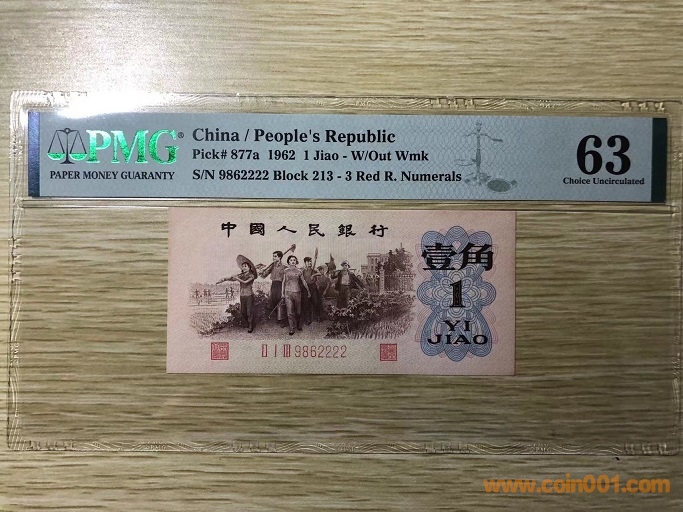 PMG®
PAPER MONEY GUARANTY
China / People's Republic
Pick# 877a 1962 1 Jiao - W/Out Wmk
S/N 9862222 Block 213 - 3 Red R. Numerals
63
Choice Uncirculated
中國人民銀行
壹角
1
YI
JIAO
II I III 9862222
www.coin001.com